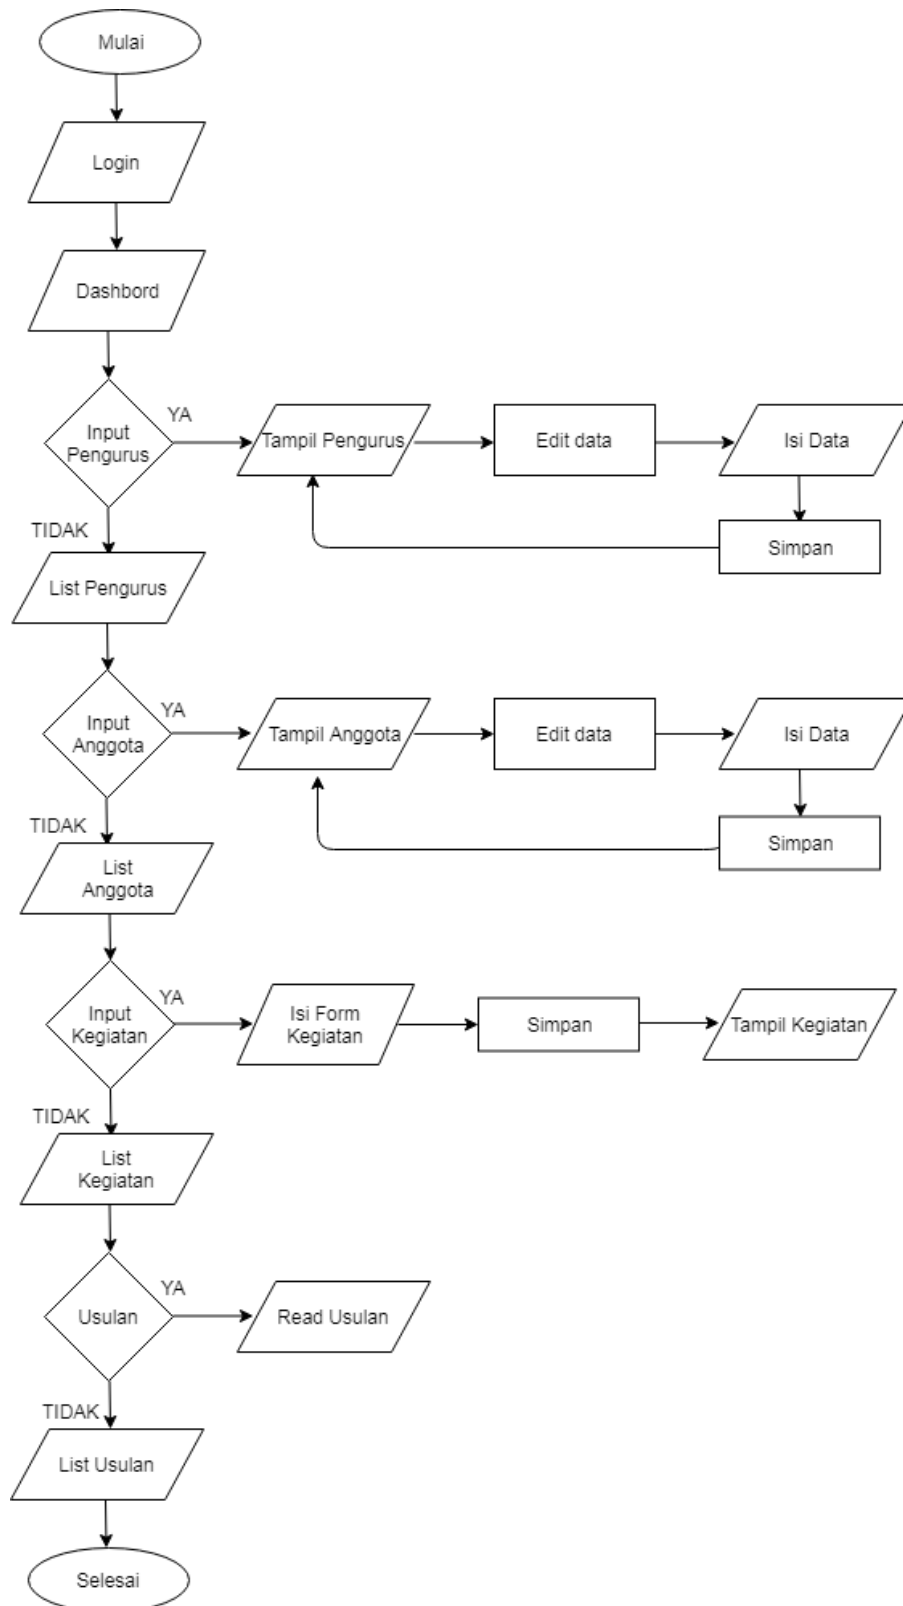 Mulai
Login
Dashbord
Input
Pengurus
YA
Tampil Pengurus
Edit data
Isi Data
Simpan
TIDAK
List Pengurus
Input
Anggota
YA
Tampil Anggota
Edit data
Isi Data
Simpan
TIDAK
List
Anggota
Input
Kegiatan
YA
Isi Form
Kegiatan
Simpan
Tampil Kegiatan
TIDAK
List
Kegiatan
Usulan
YA
Read Usulan
TIDAK
List Usulan
Selesai